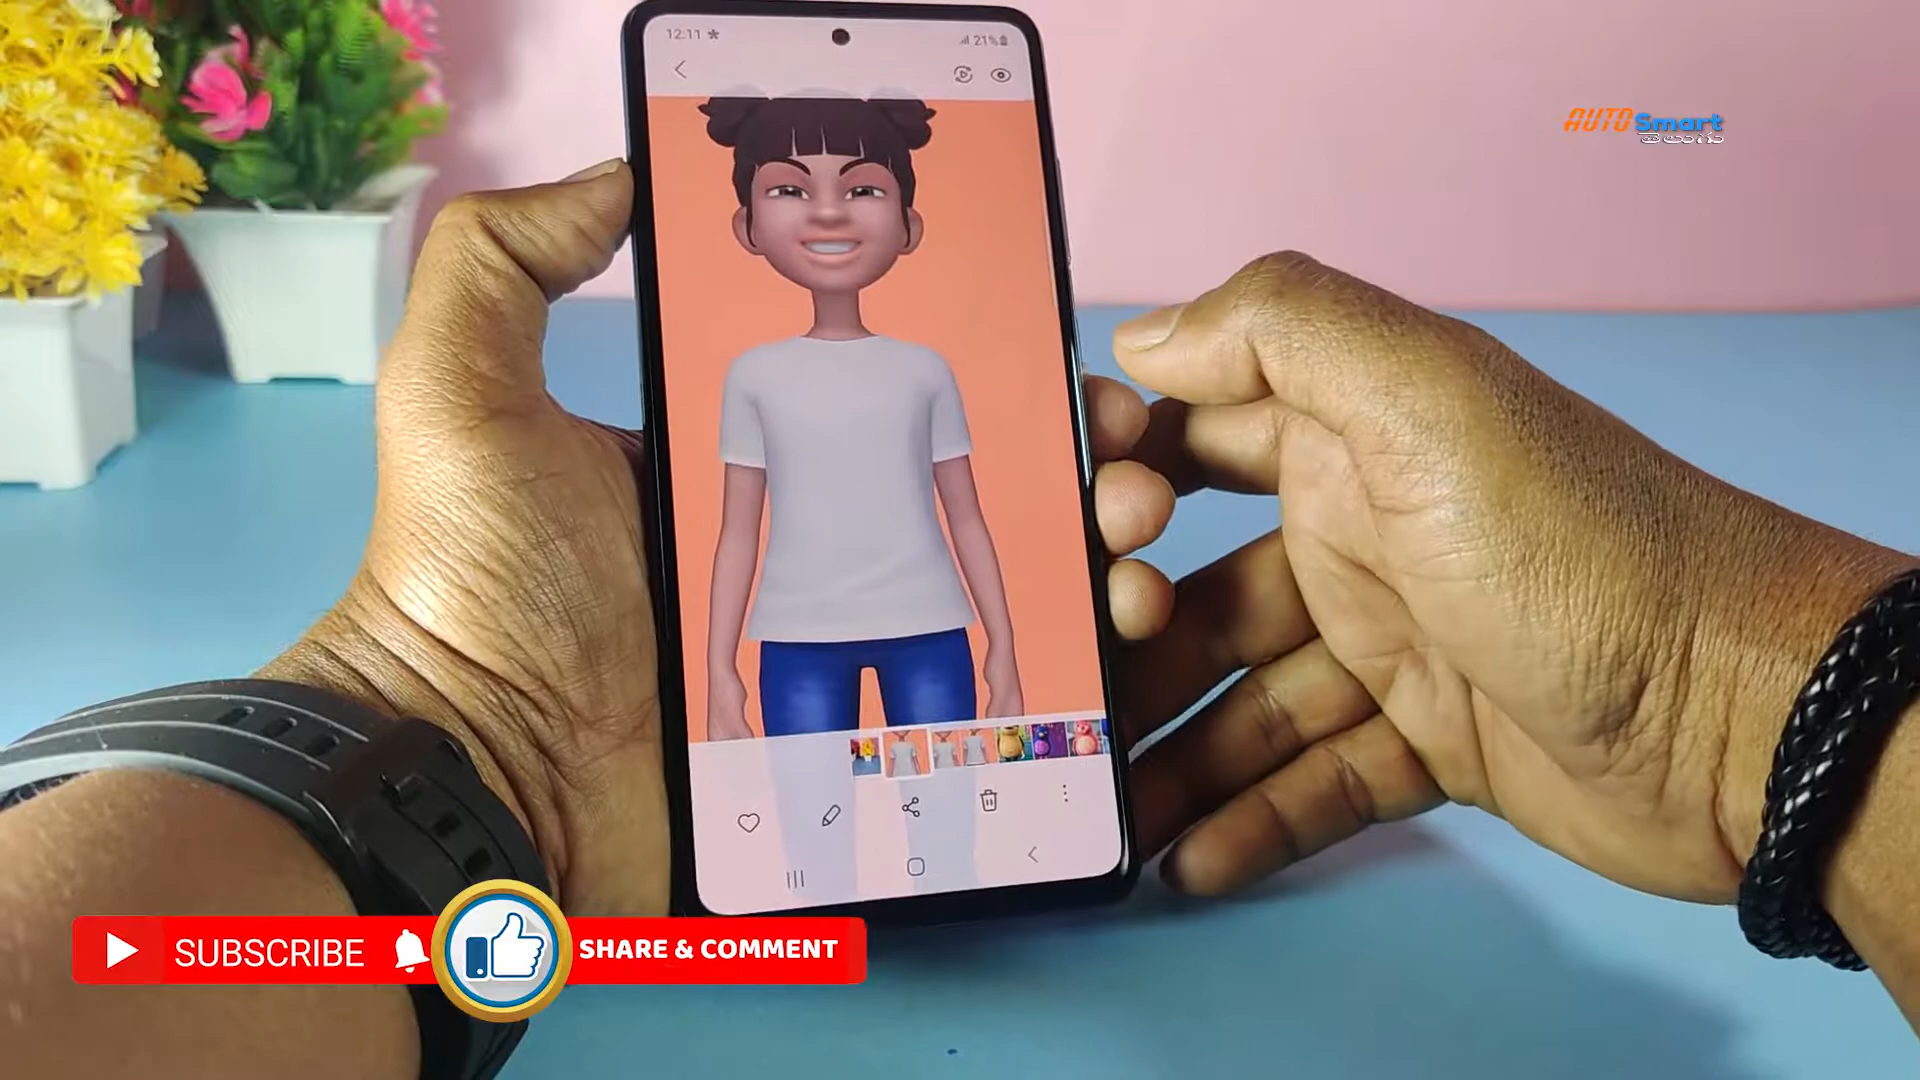 12:11
21%
AUTO Smart
తెలుగు
SUBSCRIBE
SHARE & COMMENT